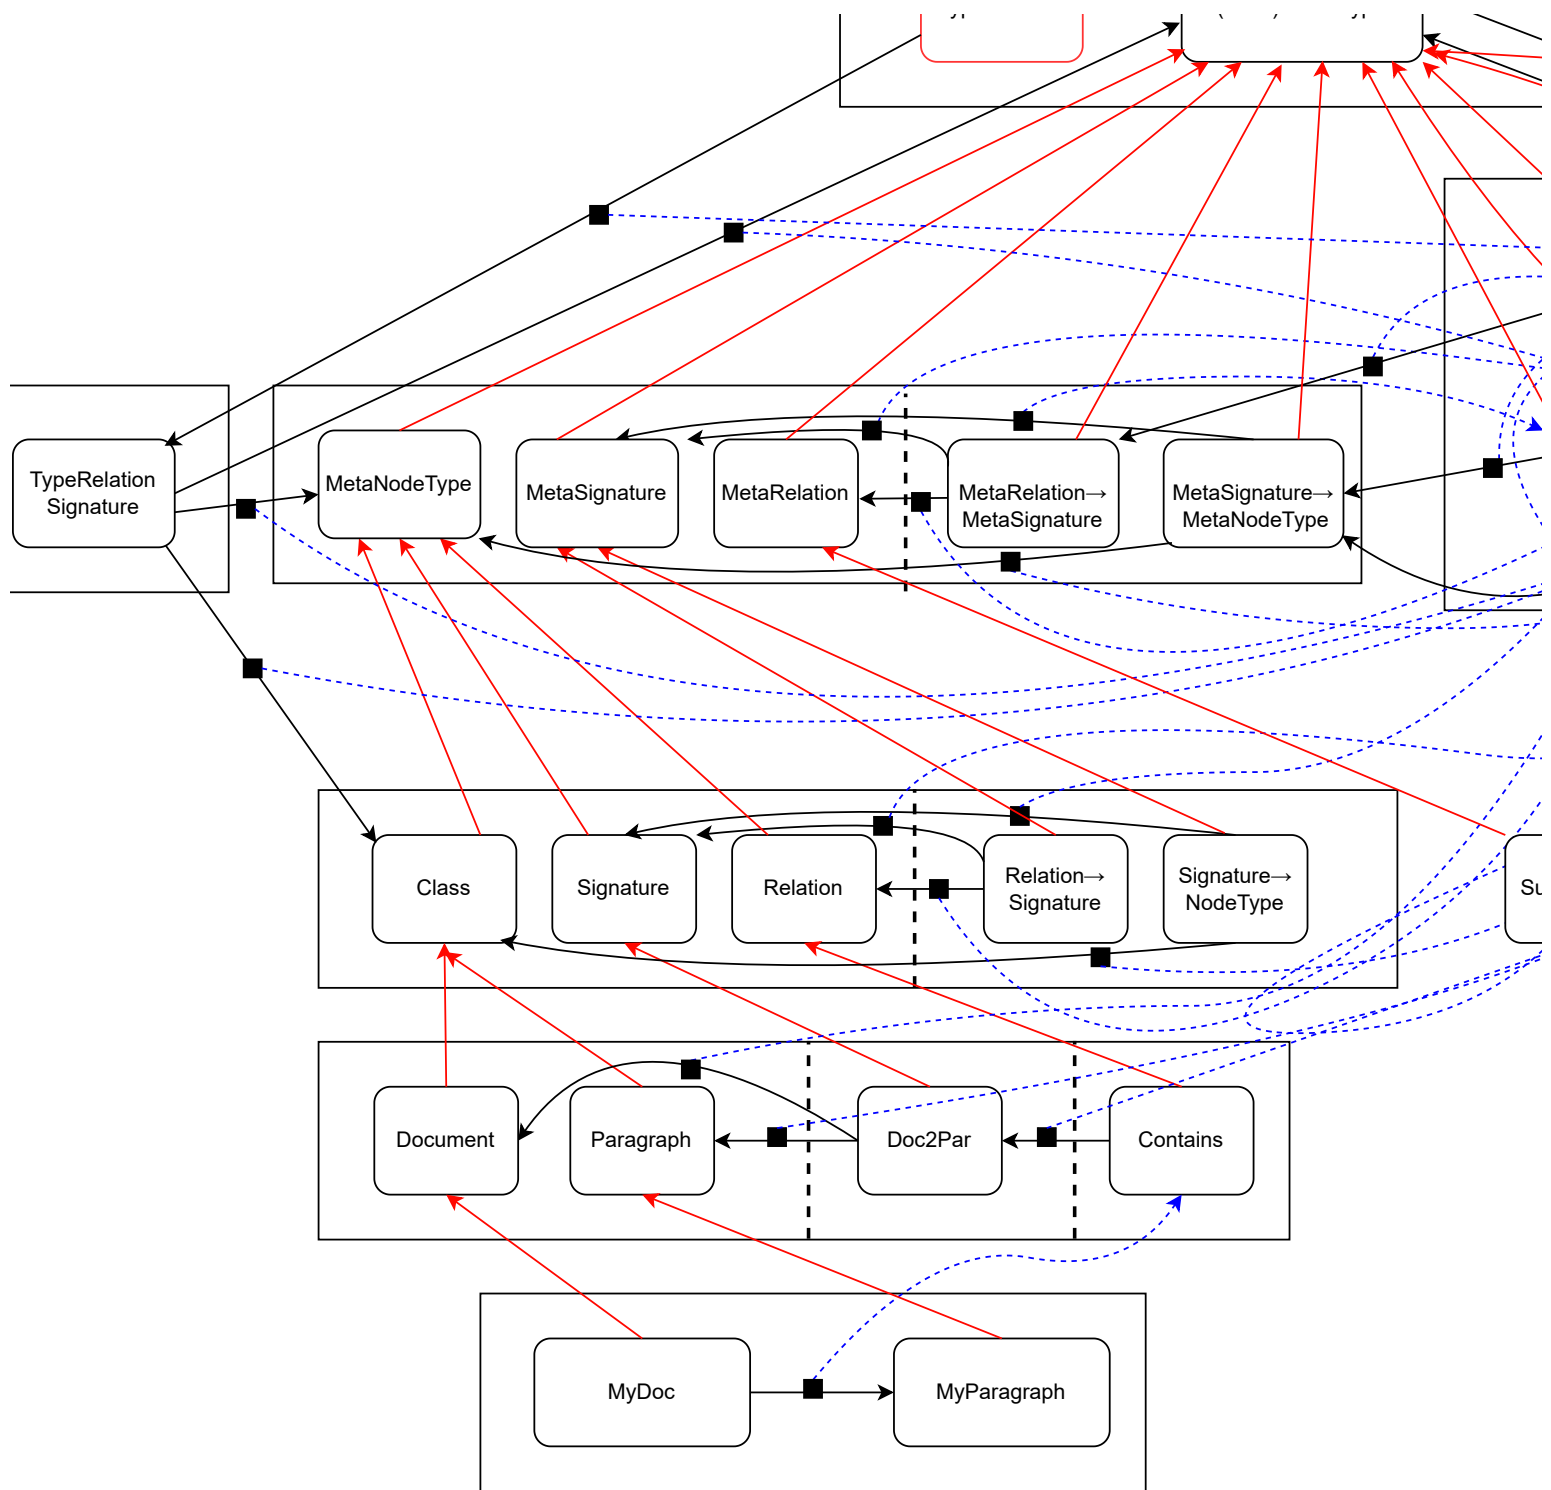 TypeRelation
Signature
MetaNodeType
MetaSignature
MetaRelation
MetaRelation→
MetaSignature
MetaSignature→
MetaNodeType
Class
Signature
Relation
Relation→
Signature
Signature→
NodeType
Su
Document
Paragraph
Doc2Par
Contains
MyDoc
MyParagraph